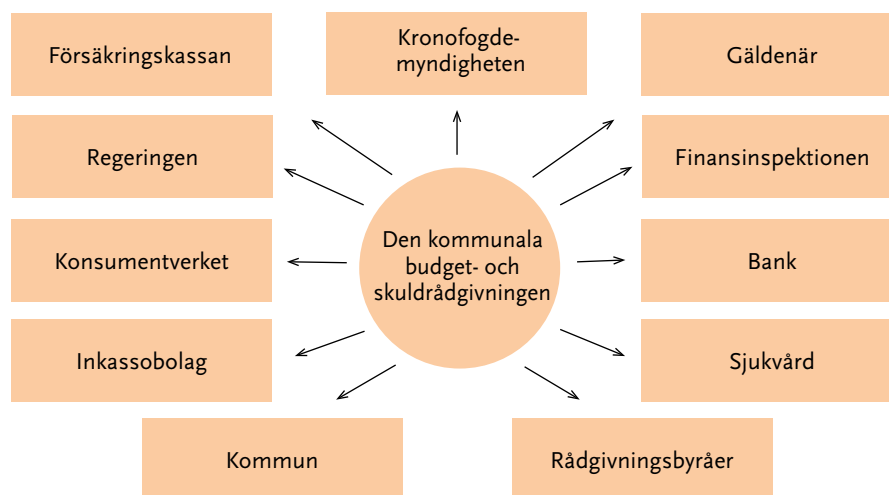 Försäkringskassan
Kronofogde-
myndigheten
Gäldenär
Regeringen
Finansinspektionen
Den kommunala
budget- och
skuldrådgivningen
Konsumentverket
Bank
Inkassobolag
Sjukvård
Kommun
Rådgivningsbyråer